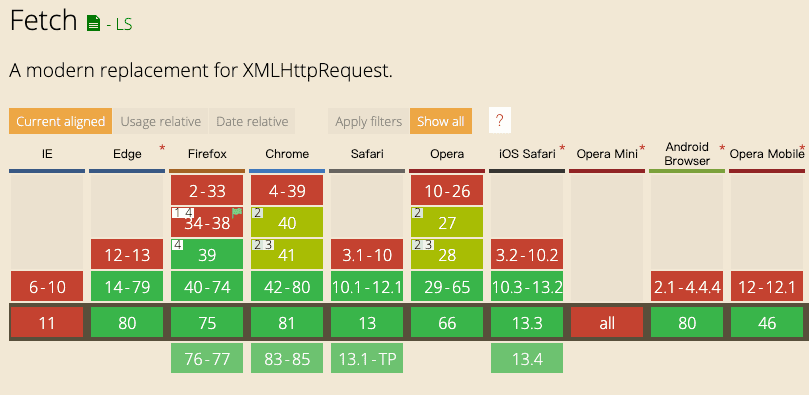 Fetch - LS
A modern replacement for XMLHttpRequest.
Current aligned Usage relative Date relative Apply filters Show all ?
IE Edge * Firefox Chrome Safari Opera iOS Safari * Opera Mini * Android Browser * Opera Mobile *
2-33 4-39 10-26
1 4 34-38 2 40 2 27
12-13 4 39 2 3 41 3.1-10 2 3 28 3.2-10.2
6-10 14-79 40-74 42-80 10.1-12.1 29-65 10.3-13.2 2.1-4.4.4 12-12.1
11 80 75 81 13 66 13.3 all 80 46
76-77 83-85 13.1-TP 13.4